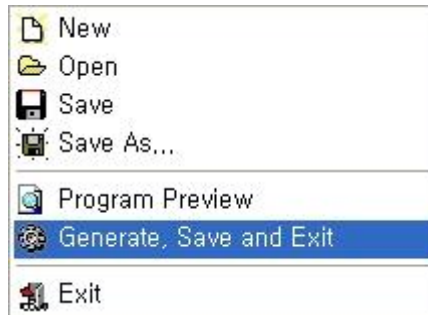 New
Open
Save
Save As...
Program Preview
Generate, Save and Exit
Exit